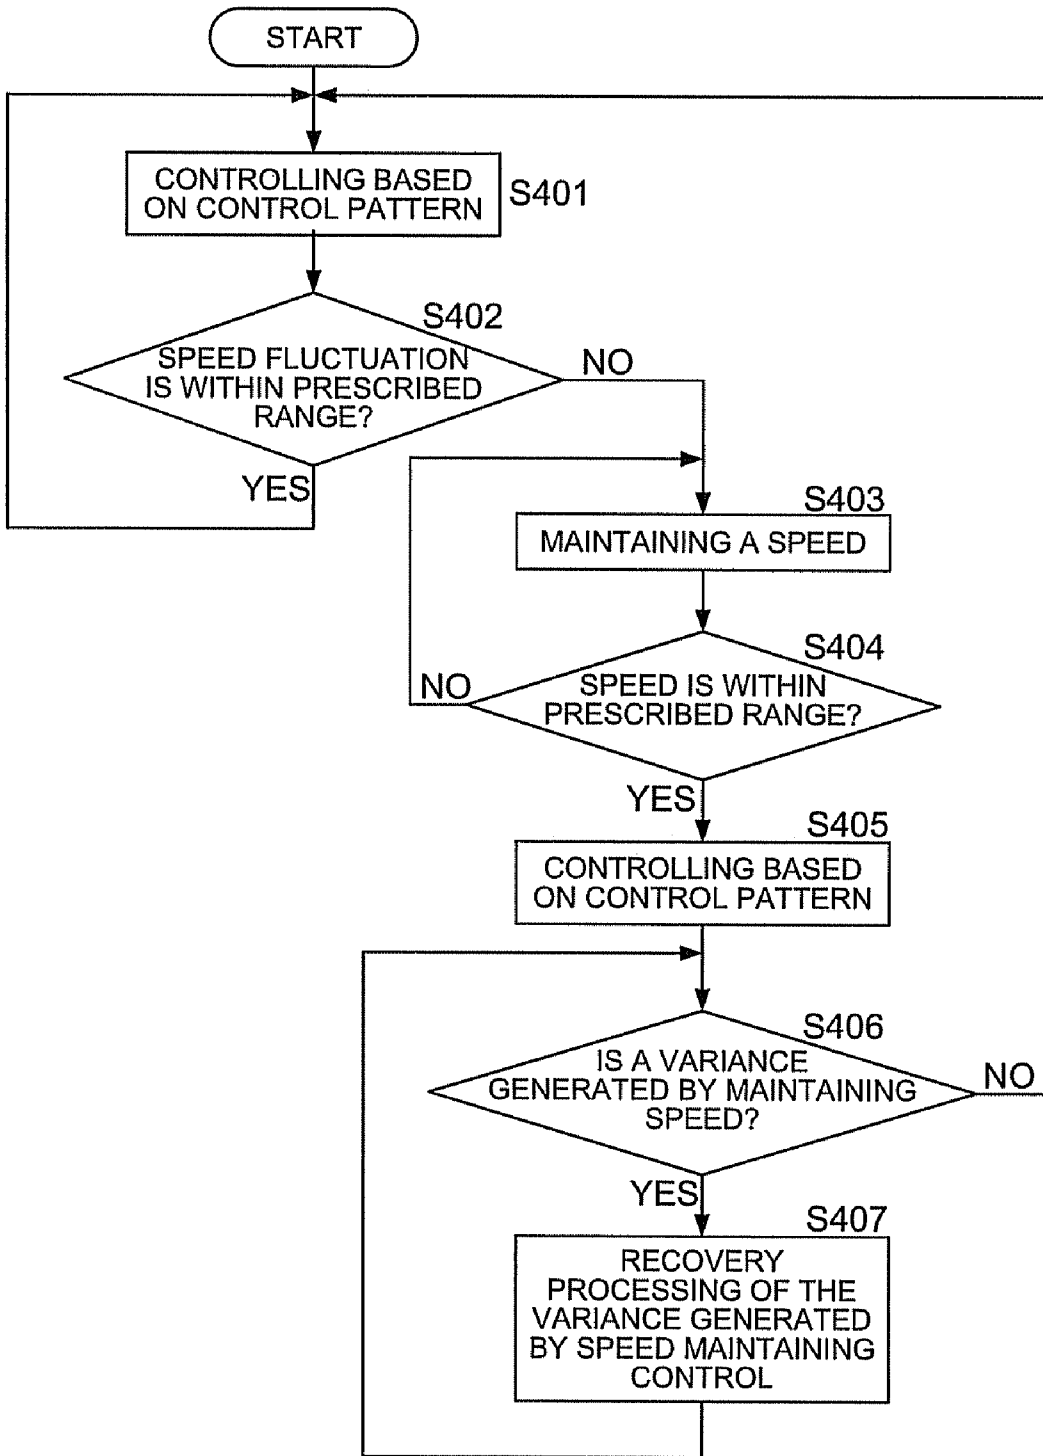 START
CONTROLLING BASED
ON CONTROL PATTERN
S401
S402
SPEED FLUCTUATION
IS WITHIN PRESCRIBED
RANGE?
NO
YES
S403
MAINTAINING A SPEED
S404
SPEED IS WITHIN
PRESCRIBED RANGE?
NO
YES
S405
CONTROLLING BASED
ON CONTROL PATTERN
S406
IS A VARIANCE
GENERATED BY MAINTAINING
SPEED?
NO
YES
S407
RECOVERY
PROCESSING OF THE
VARIANCE GENERATED
BY SPEED MAINTAINING
CONTROL